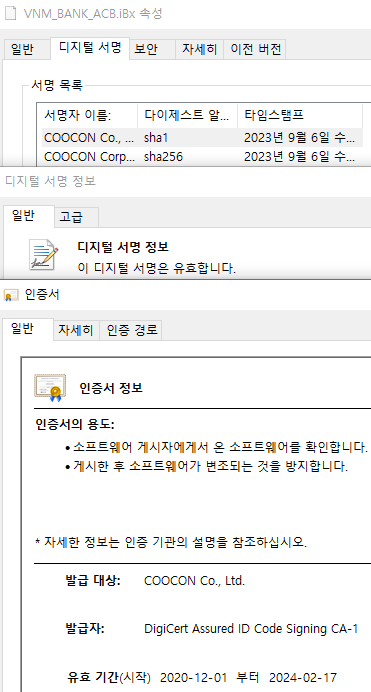 VNM_BANK_ACB.iBx 속성
일반 디지털 서명 보안 자세히 이전 버전
서명 목록
서명자 이름: 다이제스트 알... 타임스탬프
COOCON Co., ... sha1 2023년 9월 6일 수...
COOCON Corp... sha256 2023년 9월 6일 수...
디지털 서명 정보
일반 고급
디지털 서명 정보
이 디지털 서명은 유효합니다.
인증서
일반 자세히 인증 경로
인증서 정보
인증서의 용도:
• 소프트웨어 게시자에게서 온 소프트웨어를 확인합니다.
• 게시한 후 소프트웨어가 변조되는 것을 방지합니다.
* 자세한 정보는 인증 기관의 설명을 참조하십시오.
발급 대상: COOCON Co., Ltd.
발급자: DigiCert Assured ID Code Signing CA-1
유효 기간(시작) 2020-12-01 부터 2024-02-17